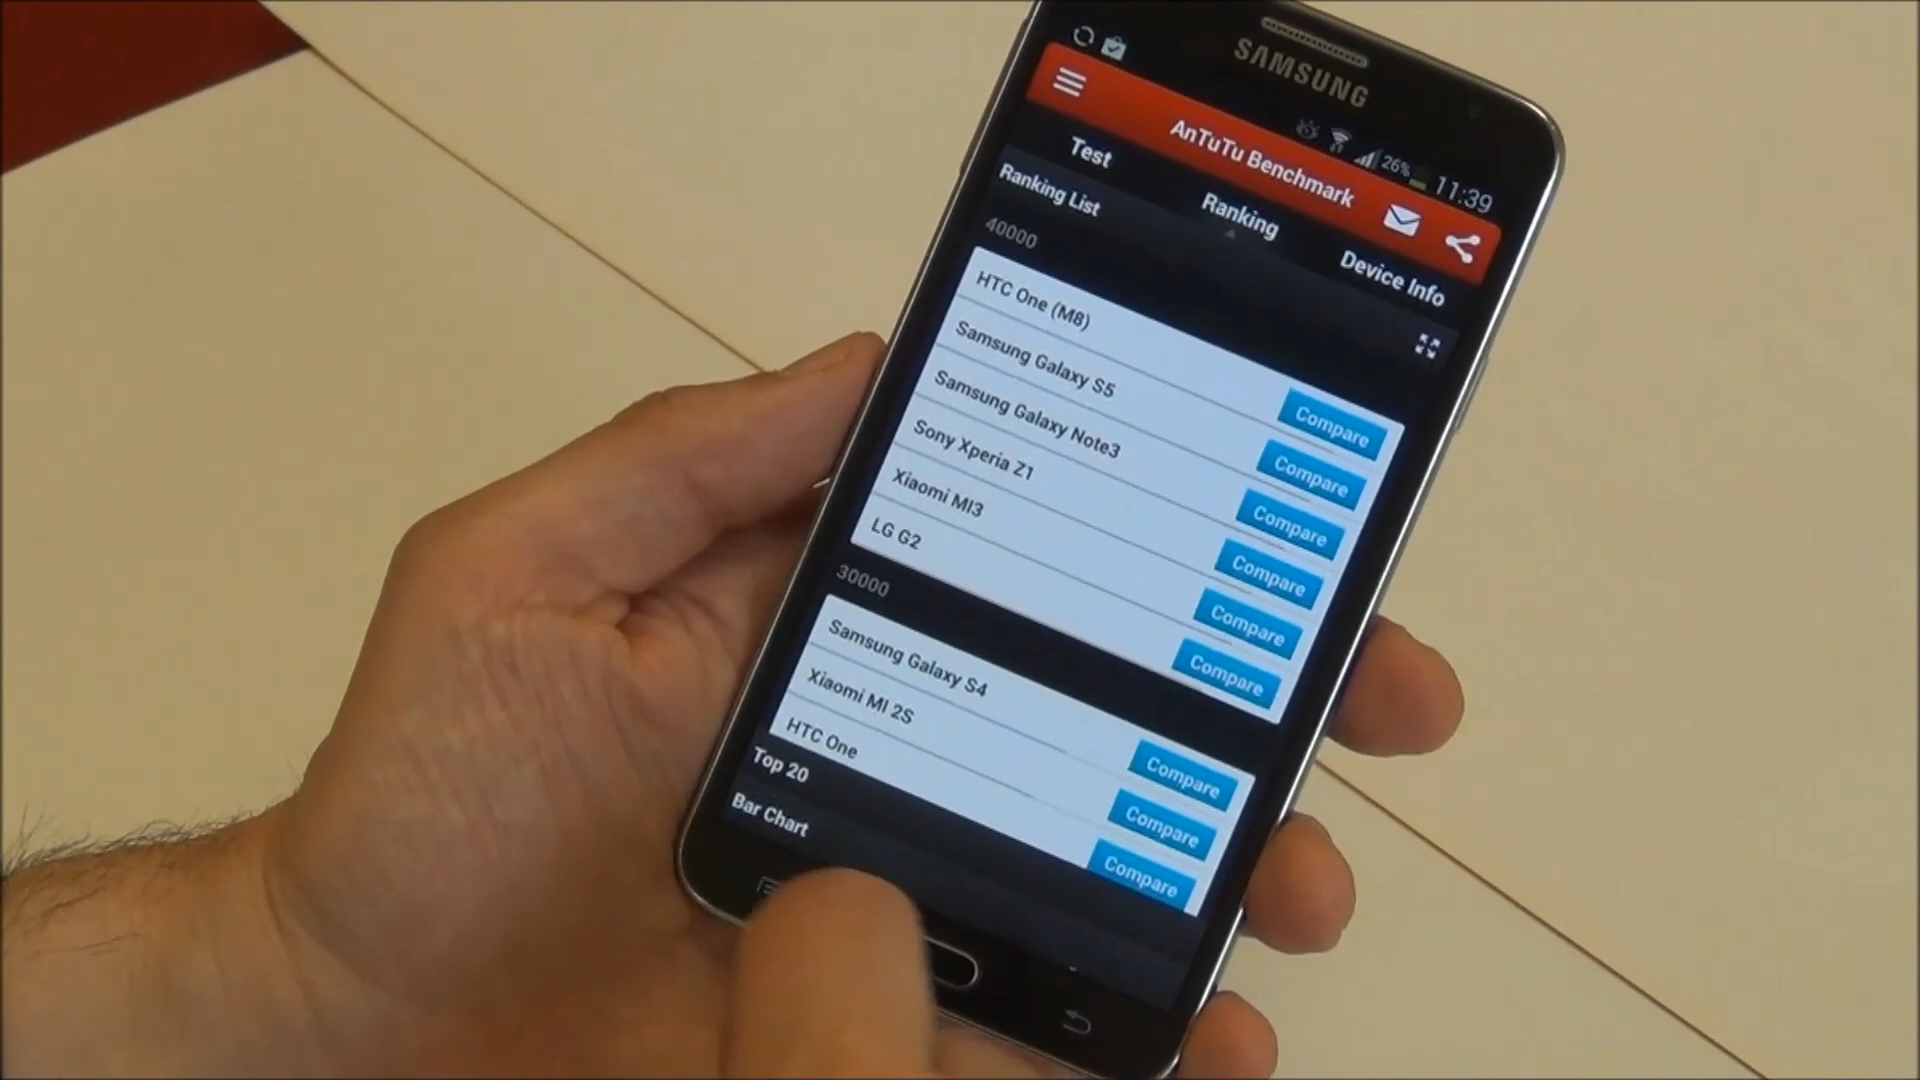 SAMSUNG
26% 11:39
AnTuTu Benchmark
Test Ranking Device Info
Ranking List
40000
HTC One (M8) Compare
Samsung Galaxy S5 Compare
Samsung Galaxy Note3 Compare
Sony Xperia Z1 Compare
Xiaomi MI3 Compare
LG G2 Compare
30000
Samsung Galaxy S4 Compare
Xiaomi MI 2S Compare
HTC One Compare
Top 20
Bar Chart